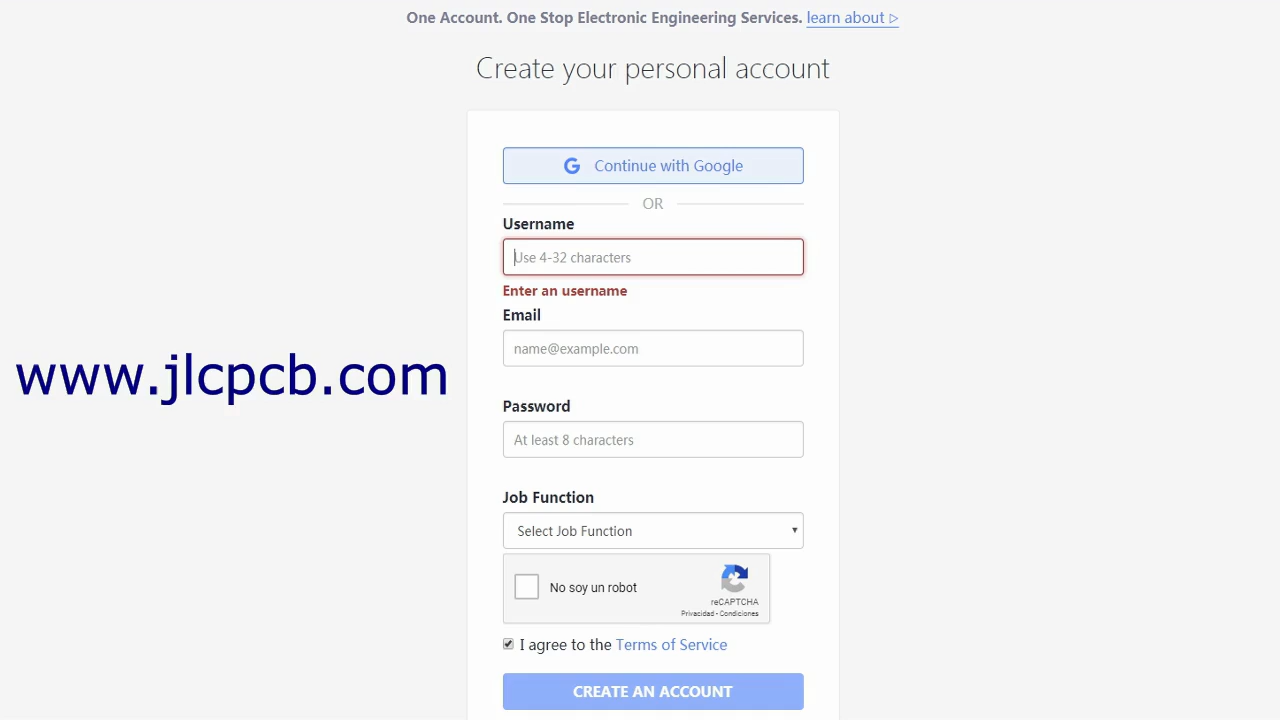 One Account. One Stop Electronic Engineering Services. learn about ▷
Create your personal account
Continue with Google
OR
Username
Use 4-32 characters
Enter an username
Email
name@example.com
www.jlcpcb.com
Password
At least 8 characters
Job Function
Select Job Function
No soy un robot
reCAPTCHA
Privacidad - Condiciones
I agree to the Terms of Service
CREATE AN ACCOUNT